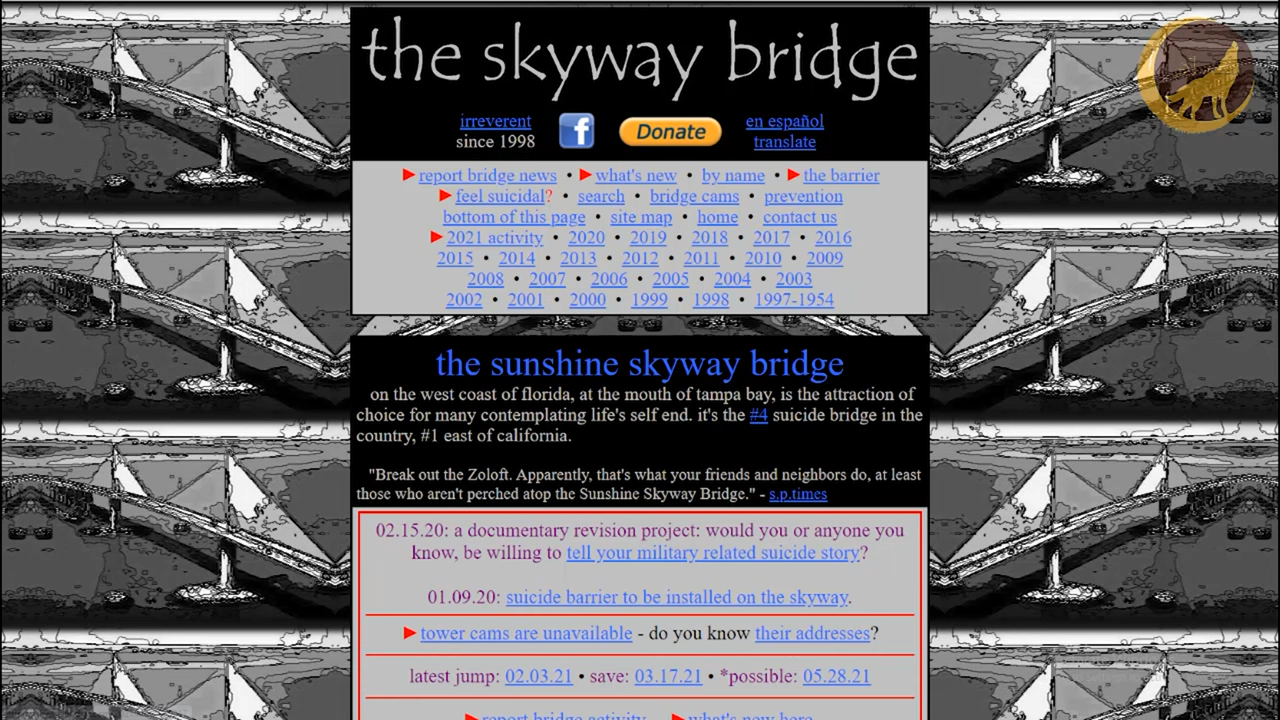 the skyway bridge
irreverent
since 1998
f
Donate
en español
translate
report bridge news • what's new • by name • the barrier
feel suicidal? • search • bridge cams • prevention
bottom of this page • site map • home • contact us
2021 activity • 2020 • 2019 • 2018 • 2017 • 2016
2015 • 2014 • 2013 • 2012 • 2011 • 2010 • 2009
2008 • 2007 • 2006 • 2005 • 2004 • 2003
2002 • 2001 • 2000 • 1999 • 1998 • 1997-1954
the sunshine skyway bridge
on the west coast of florida, at the mouth of tampa bay, is the attraction of
choice for many contemplating life's self end. it's the #4 suicide bridge in the
country, #1 east of california.
"Break out the Zoloft. Apparently, that's what your friends and neighbors do, at least
those who aren't perched atop the Sunshine Skyway Bridge." - s.p.times
02.15.20: a documentary revision project: would you or anyone you
know, be willing to tell your military related suicide story?
01.09.20: suicide barrier to be installed on the skyway.
tower cams are unavailable - do you know their addresses?
latest jump: 02.03.21 • save: 03.17.21 • *possible: 05.28.21
report bridge activity what's new here